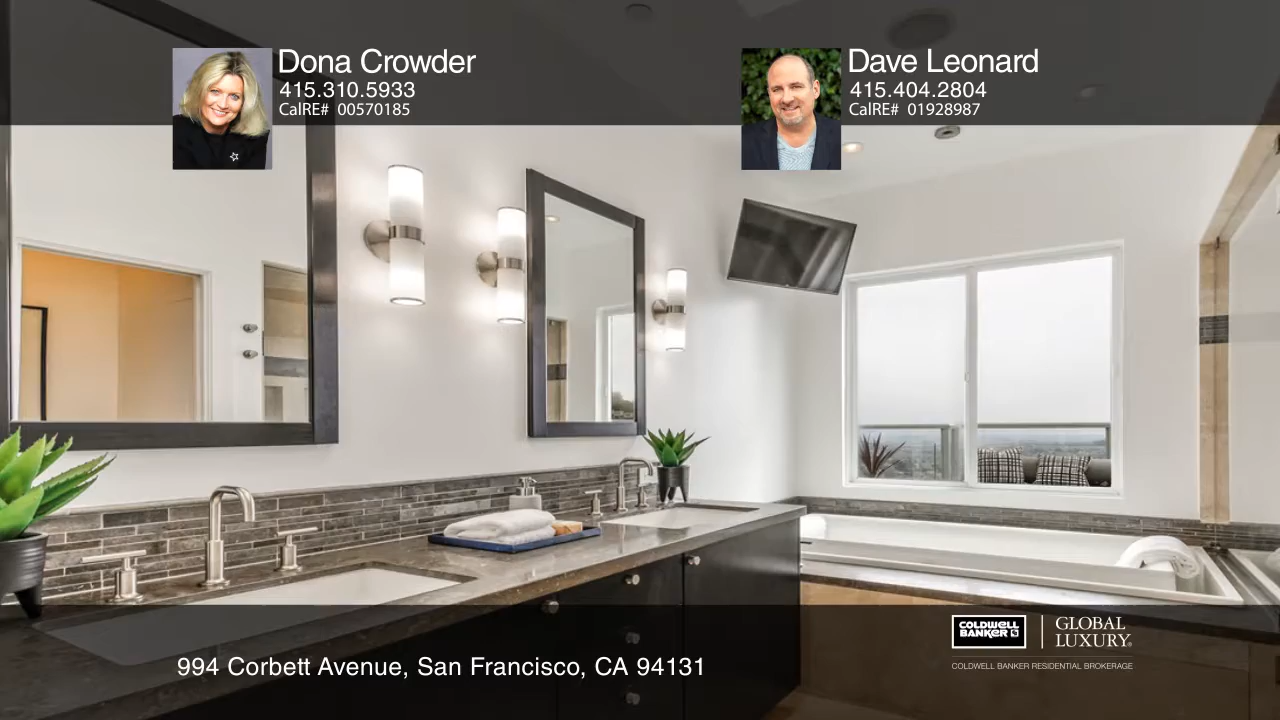 Dona Crowder
415.310.5933
CalRE# 00570185
Dave Leonard
415.404.2804
CalRE# 01928987
994 Corbett Avenue, San Francisco, CA 94131
COLDWELL
BANKER
GLOBAL
LUXURY®
COLDWELL BANKER RESIDENTIAL BROKERAGE